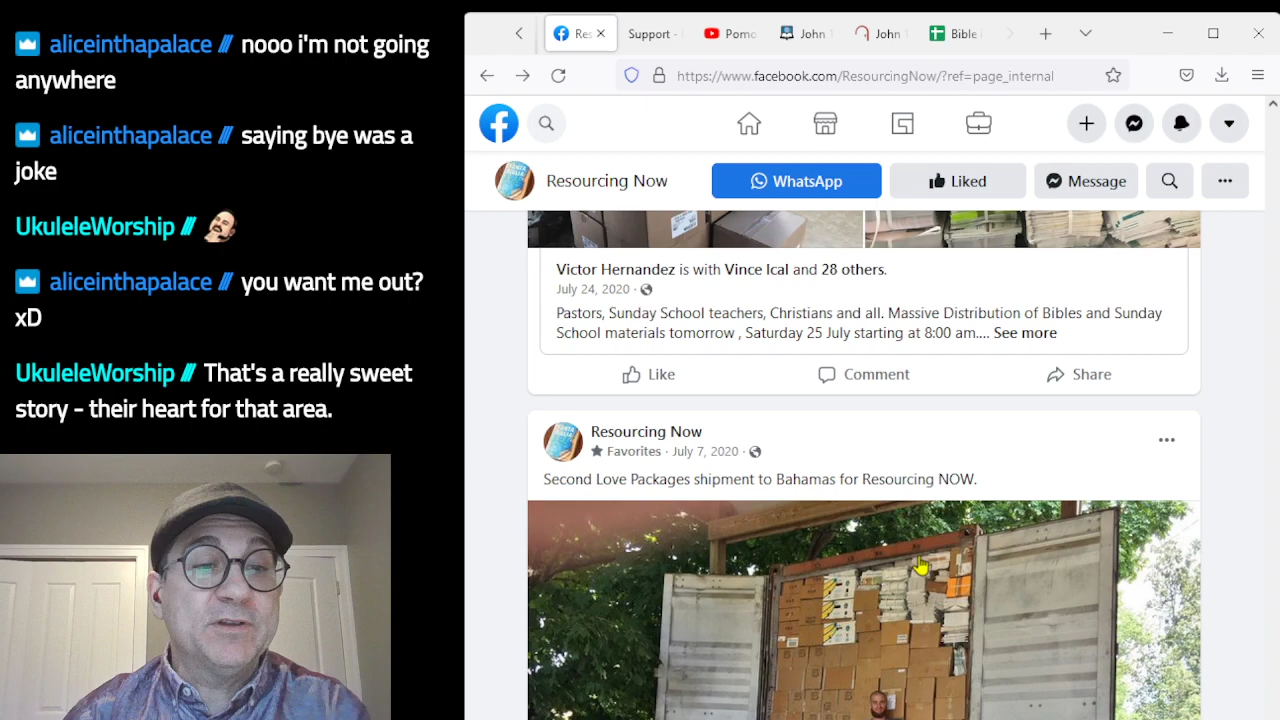 aliceinthapalace /// nooo i'm not going
anywhere
aliceinthapalace /// saying bye was a
joke
UkuleleWorship ///
aliceinthapalace /// you want me out?
xD
UkuleleWorship /// That's a really sweet
story - their heart for that area.
Res
Support -
Pomo
John 1
John 1
Bible i
https://www.facebook.com/ResourcingNow/?ref=page_internal
Resourcing Now
WhatsApp
Liked
Message
Victor Hernandez is with Vince Ical and 28 others.
July 24, 2020 ·
Pastors, Sunday School teachers, Christians and all. Massive Distribution of Bibles and Sunday
School materials tomorrow , Saturday 25 July starting at 8:00 am.... See more
Like
Comment
Share
Resourcing Now
Favorites · July 7, 2020 ·
Second Love Packages shipment to Bahamas for Resourcing NOW.